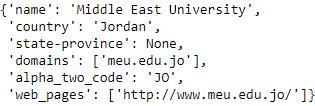 {'name': 'Middle East University',
'country': 'Jordan',
'state-province': None,
'domains': ['meu.edu.jo'],
'alpha_two_code': 'JO',
'web_pages': ['http://www.meu.edu.jo/']}